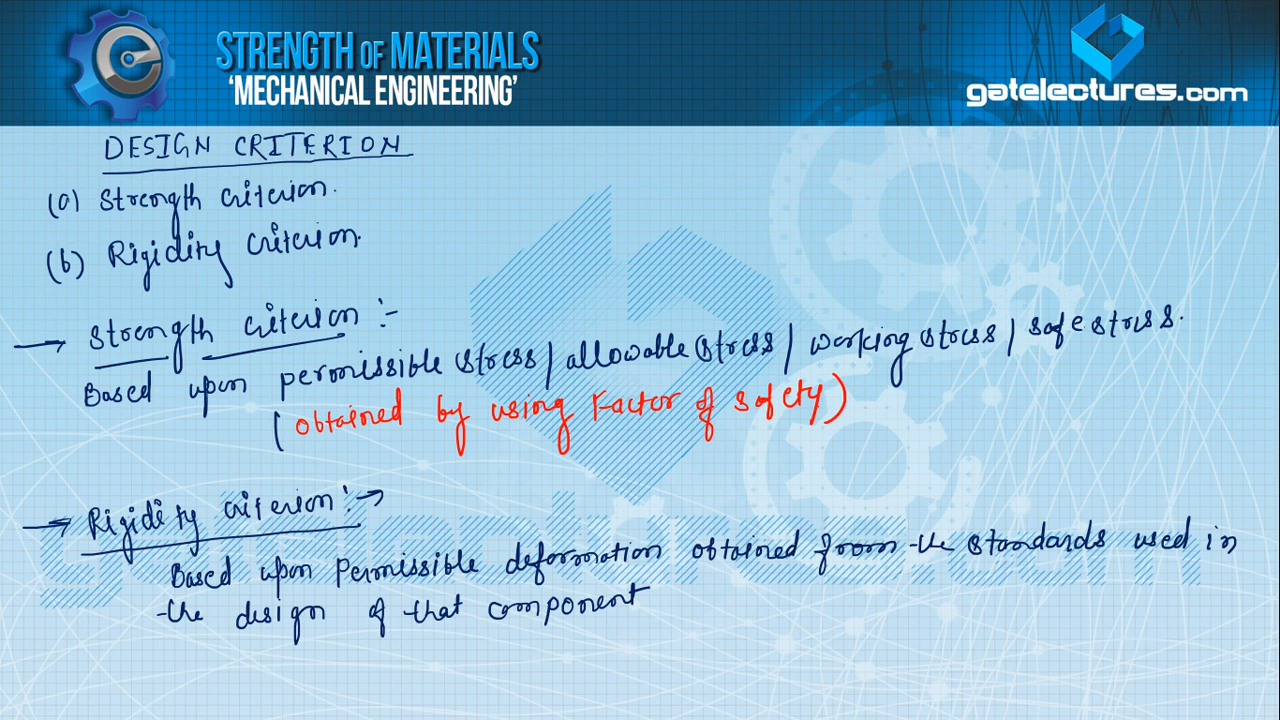 STRENGTH OF MATERIALS
'MECHANICAL ENGINEERING'
gatelectures.com
DESIGN CRITERION
(a) Strength criterion.
(b) Rigidity criterion.
→ Strength criterion :-
Based upon permissible stress / allowable stress / working stress / safe stress.
(obtained by using Factor of safety)
→ Rigidity criterion :→
Based upon Permissible deformation obtained from the standards used in
the design of that component